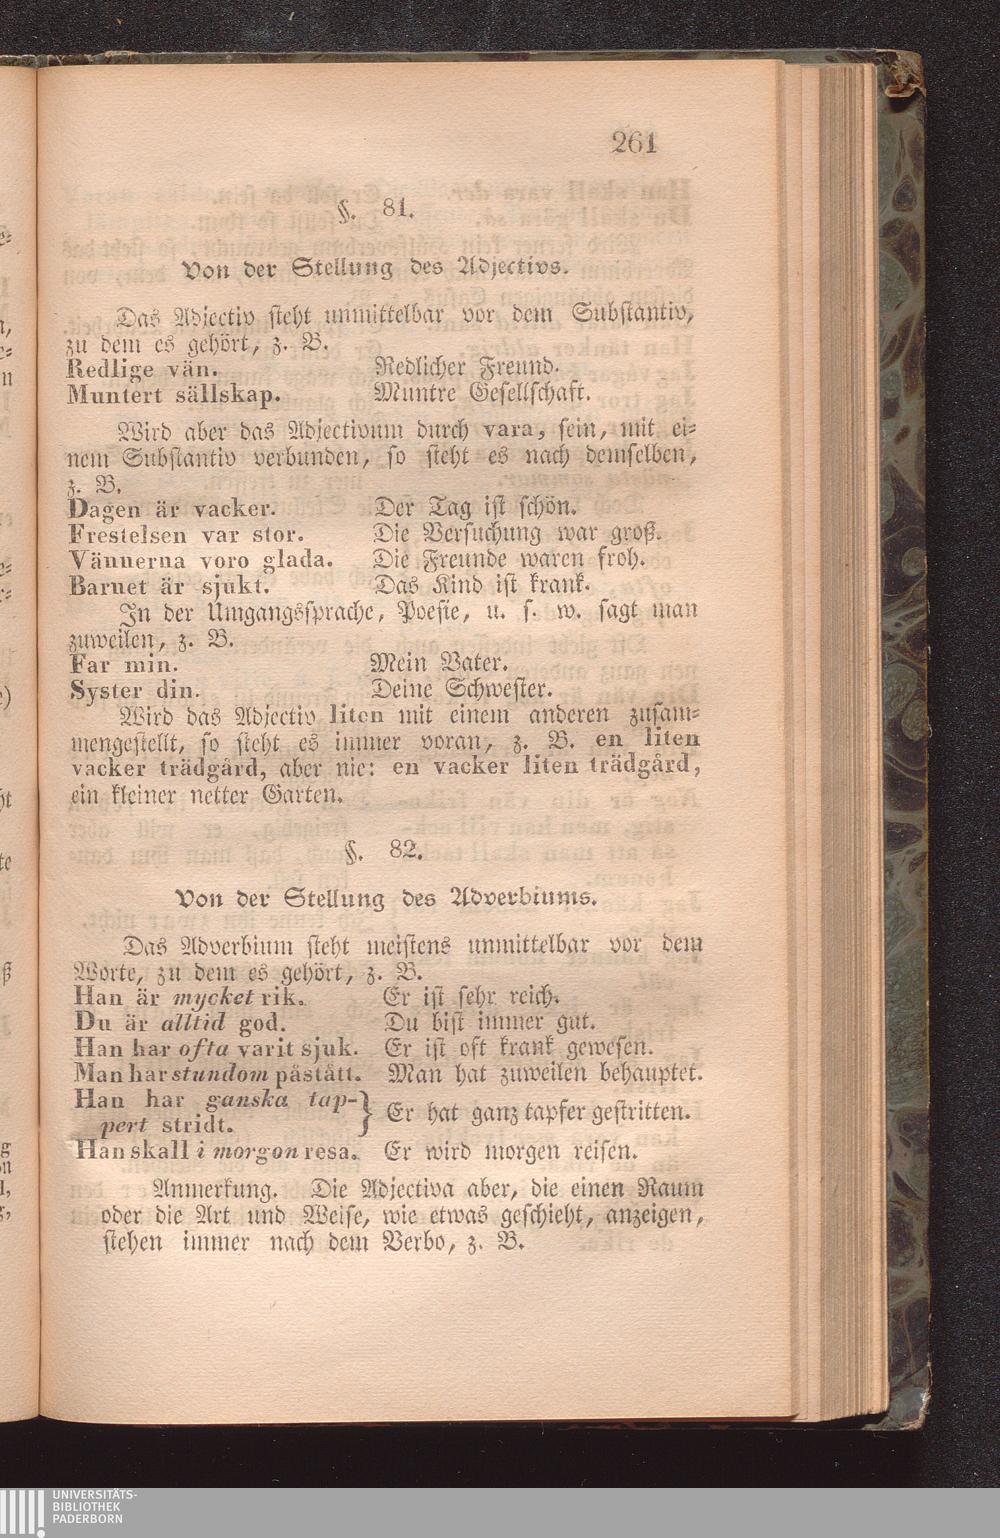 261
§. 81.
Von der Stellung des Adjectivs.
Das Adjectiv steht unmittelbar vor dem Substantiv,
zu dem es gehört, z. B.
Redlige vän. Redlicher Freund.
Muntert sällskap. Muntre Gesellschaft.
Wird aber das Adjectivum durch vara, sein, mit ei-
nem Substantiv verbunden, so steht es nach demselben,
z. B.
Dagen är vacker. Der Tag ist schön.
Frestelsen var stor. Die Versuchung war groß.
Vännerna voro glada. Die Freunde waren froh.
Barnet är sjukt. Das Kind ist krank.
In der Umgangssprache, Poesie, u. s. w. sagt man
zuweilen, z. B.
Far min. Mein Vater.
Syster din. Deine Schwester.
Wird das Adjectiv liten mit einem anderen zusam-
mengestellt, so steht es immer voran, z. B. en liten
vacker trädgård, aber nie: en vacker liten trädgård,
ein kleiner netter Garten.
§. 82.
Von der Stellung des Adverbiums.
Das Adverbium steht meistens unmittelbar vor dem
Worte, zu dem es gehört, z. B.
Han är mycket rik. Er ist sehr reich.
Du är alltid god. Du bist immer gut.
Han har ofta varit sjuk. Er ist oft krank gewesen.
Man har stundom påstått. Man hat zuweilen behauptet.
Han har ganska tap-
pert stridt. } Er hat ganz tapfer gestritten.
Han skall i morgon resa. Er wird morgen reisen.
Anmerkung. Die Adjectiva aber, die einen Raum
oder die Art und Weise, wie etwas geschieht, anzeigen,
stehen immer nach dem Verbo, z. B.
UNIVERSITÄTS-
BIBLIOTHEK
PADERBORN